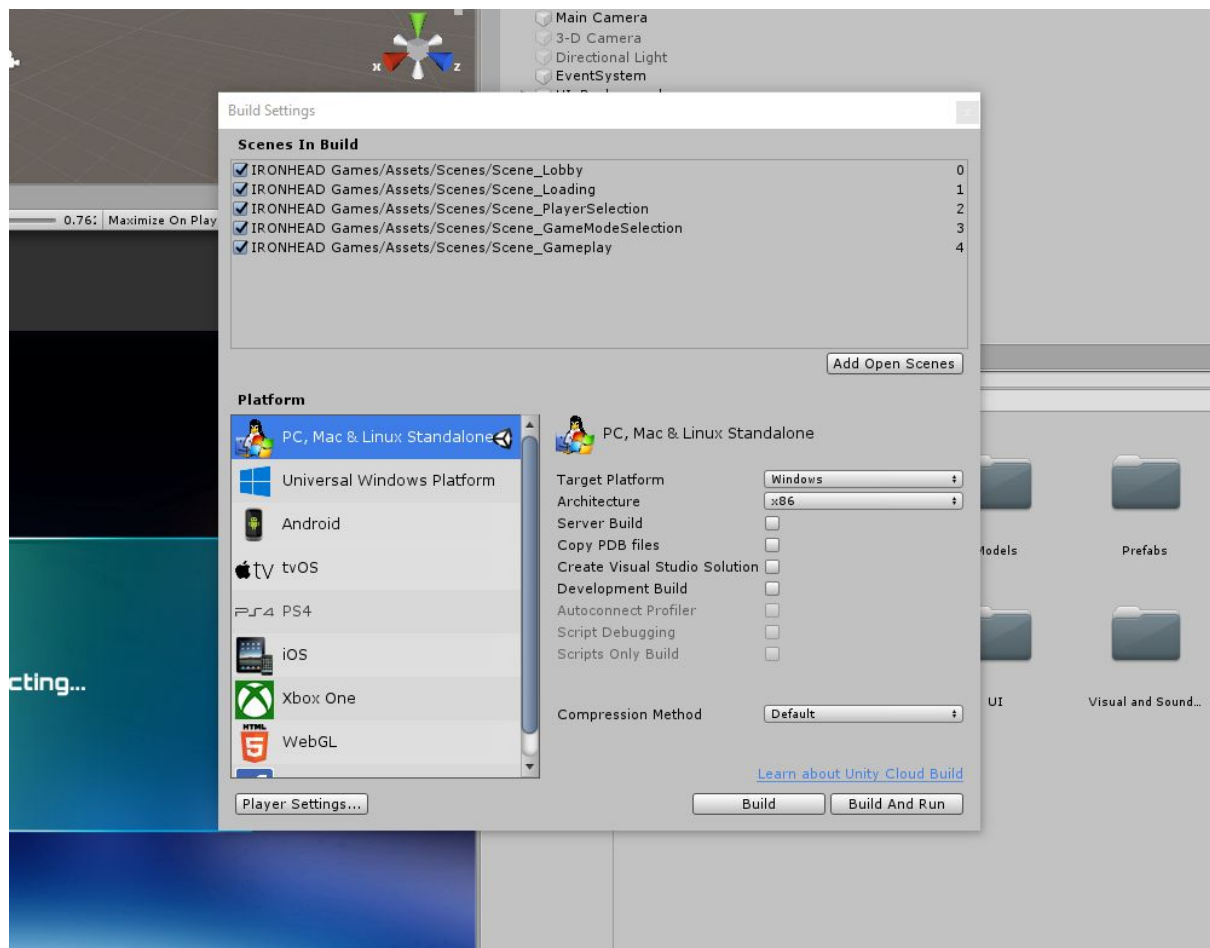 Main Camera
3-D Camera
Directional Light
EventSystem
x
z
Build Settings
Scenes In Build
IRONHEAD Games/Assets/Scenes/Scene_Lobby 0
IRONHEAD Games/Assets/Scenes/Scene_Loading 1
IRONHEAD Games/Assets/Scenes/Scene_PlayerSelection 2
IRONHEAD Games/Assets/Scenes/Scene_GameModeSelection 3
IRONHEAD Games/Assets/Scenes/Scene_Gameplay 4
Maximize On Play
Add Open Scenes
Platform
PC, Mac & Linux Standalone
Universal Windows Platform
Android
tv tvOS
PS4 PS4
iOS
Xbox One
HTML
5 WebGL
PC, Mac & Linux Standalone
Target Platform Windows
Architecture x86
Server Build
Copy PDB files
Create Visual Studio Solution
Development Build
Autoconnect Profiler
Script Debugging
Scripts Only Build
Compression Method Default
Learn about Unity Cloud Build
Player Settings...
Build
Build And Run
cting...
Models
Prefabs
UI
Visual and Sound...